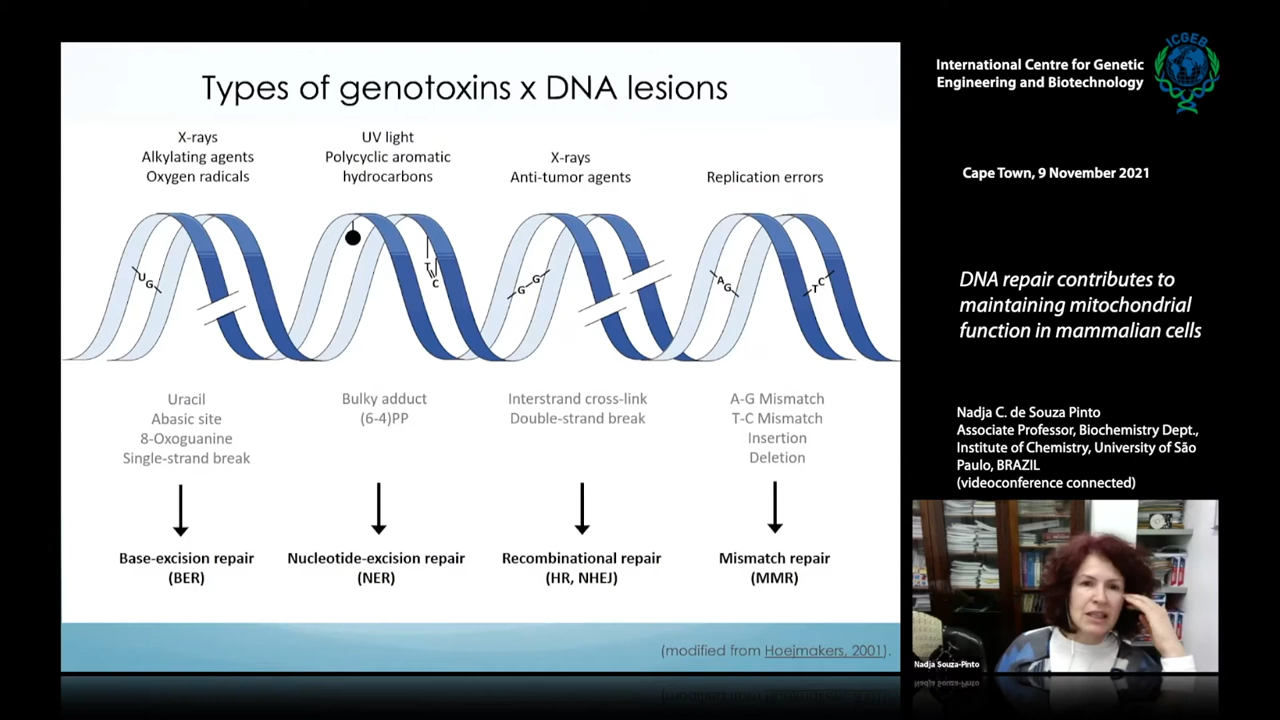 Types of genotoxins x DNA lesions
X-rays
Alkylating agents
Oxygen radicals
UV light
Polycyclic aromatic
hydrocarbons
X-rays
Anti-tumor agents
Replication errors
U
G
T
C
G
G
A
G
T
C
Uracil
Abasic site
8-Oxoguanine
Single-strand break
Bulky adduct
(6-4)PP
Interstrand cross-link
Double-strand break
A-G Mismatch
T-C Mismatch
Insertion
Deletion
Base-excision repair
(BER)
Nucleotide-excision repair
(NER)
Recombinational repair
(HR, NHEJ)
Mismatch repair
(MMR)
(modified from Hoejmakers, 2001).
International Centre for Genetic
Engineering and Biotechnology
ICGEB
Cape Town, 9 November 2021
DNA repair contributes to
maintaining mitochondrial
function in mammalian cells
Nadja C. de Souza Pinto
Associate Professor, Biochemistry Dept.,
Institute of Chemistry, University of São
Paulo, BRAZIL
(videoconference connected)
Nadja Souza-Pinto